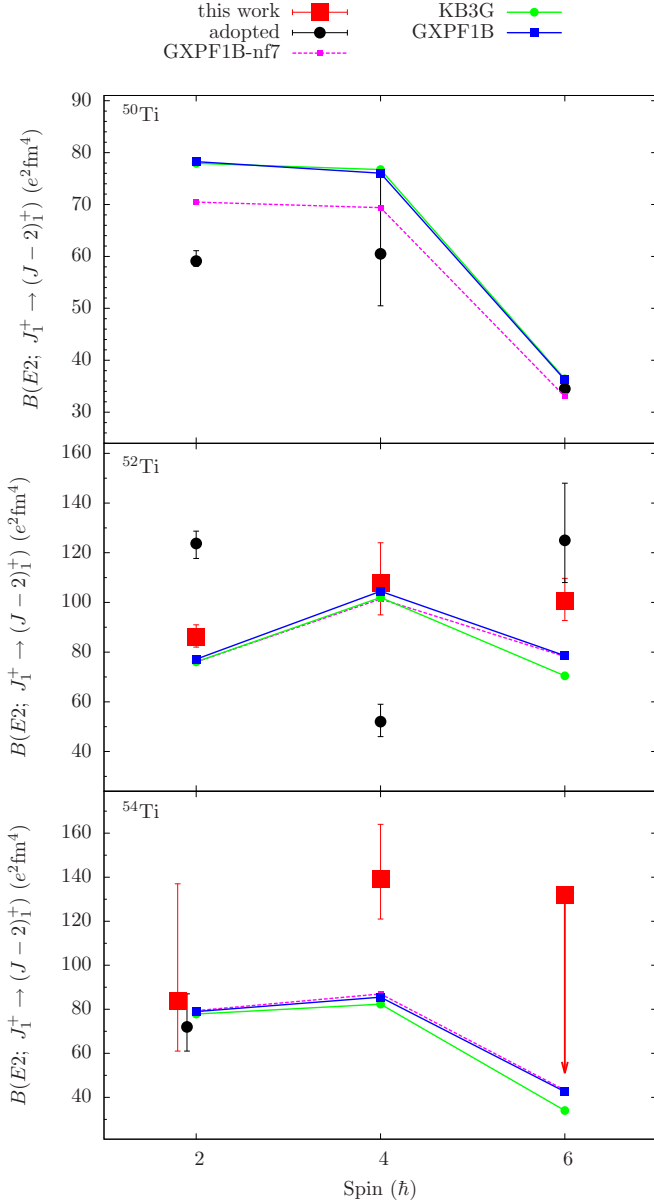 this work
adopted
GXPF1B-nf7
KB3G
GXPF1B
⁵⁰Ti
B(E2; J₁⁺ → (J − 2)₁⁺) (e²fm⁴)
90
80
70
60
50
40
30
⁵²Ti
B(E2; J₁⁺ → (J − 2)₁⁺) (e²fm⁴)
160
140
120
100
80
60
40
⁵⁴Ti
B(E2; J₁⁺ → (J − 2)₁⁺) (e²fm⁴)
160
140
120
100
80
60
40
2 4 6
Spin (ℏ)